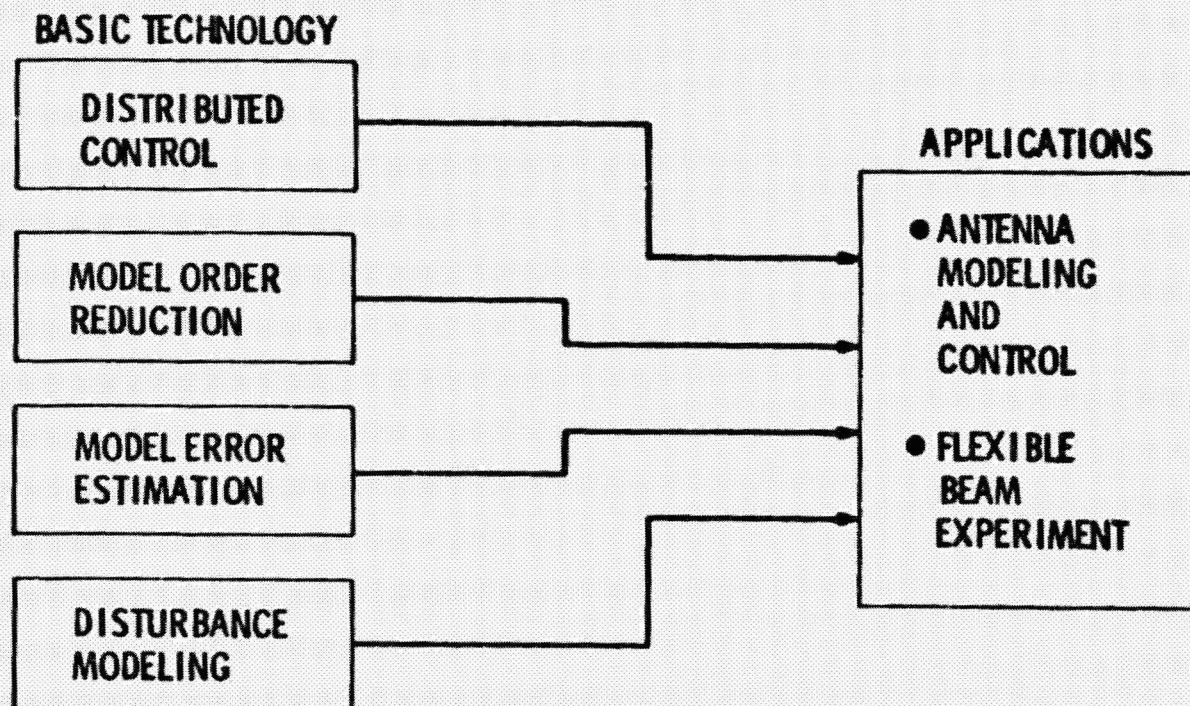 BASIC TECHNOLOGY
DISTRIBUTED
CONTROL
MODEL ORDER
REDUCTION
MODEL ERROR
ESTIMATION
DISTURBANCE
MODELING
APPLICATIONS
● ANTENNA
MODELING
AND
CONTROL
● FLEXIBLE
BEAM
EXPERIMENT